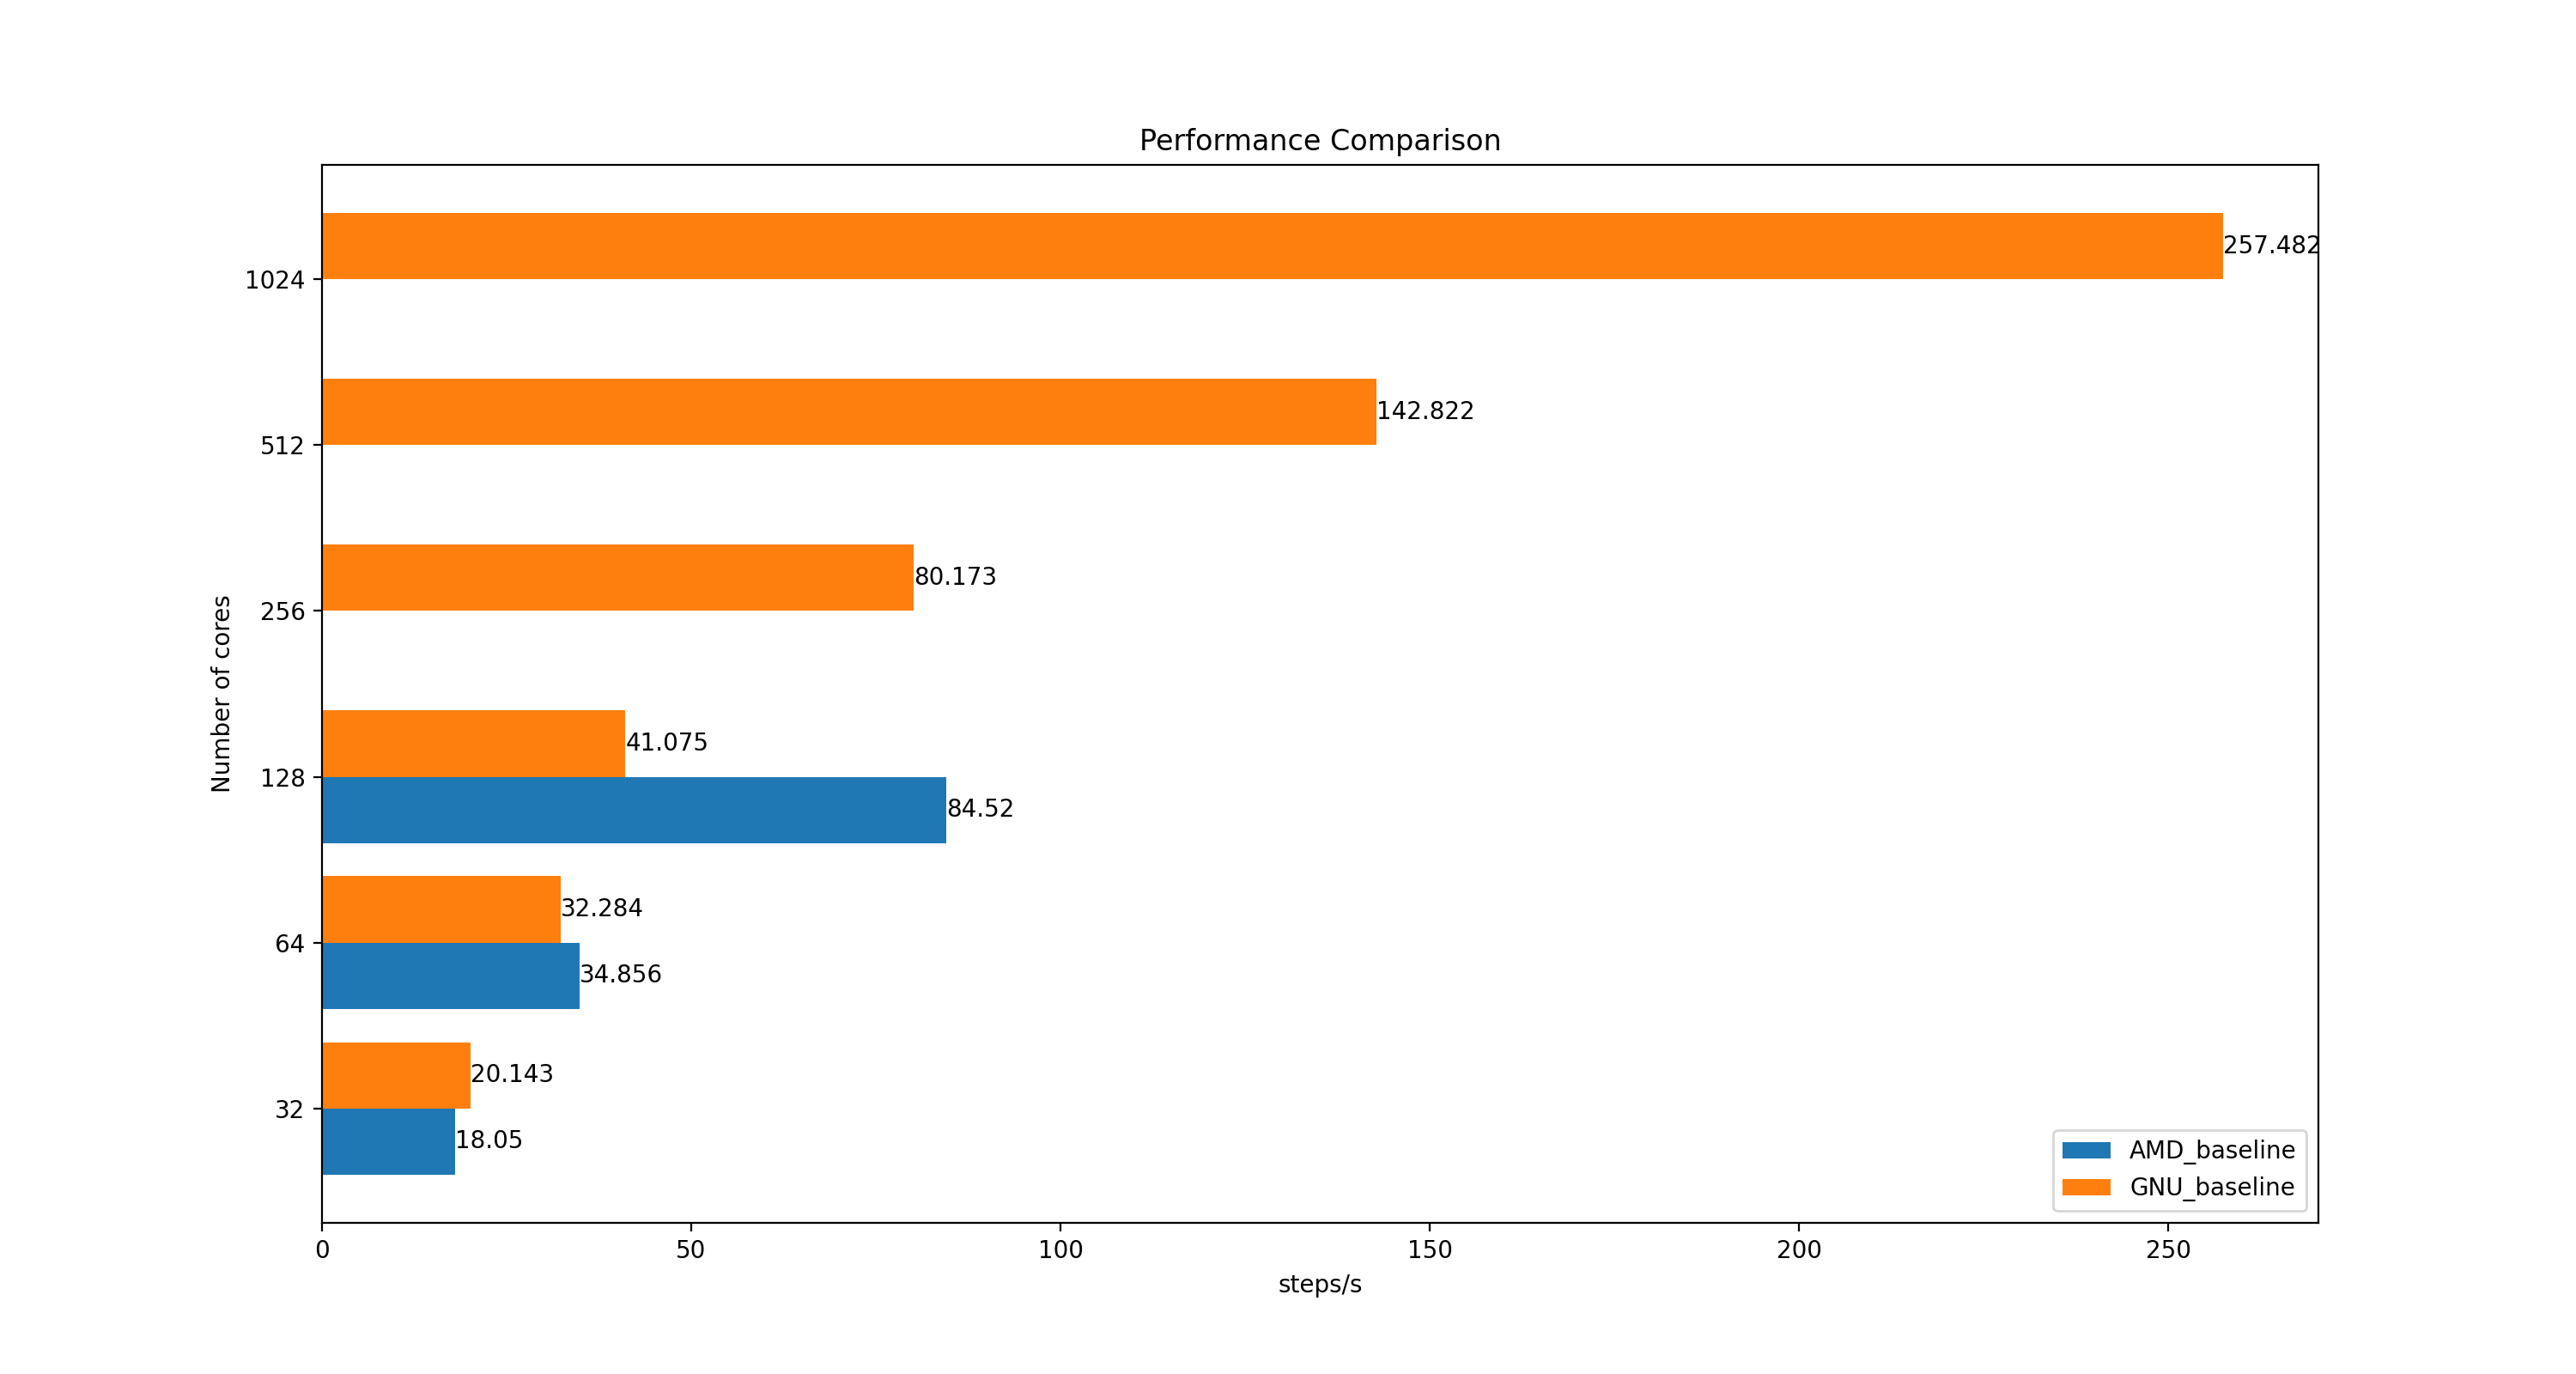 Performance Comparison
257.482
1024
142.822
512
80.173
256
Number of cores
41.075
128
84.52
32.284
64
34.856
20.143
32
18.05
AMD_baseline
GNU_baseline
0 50 100 150 200 250
steps/s